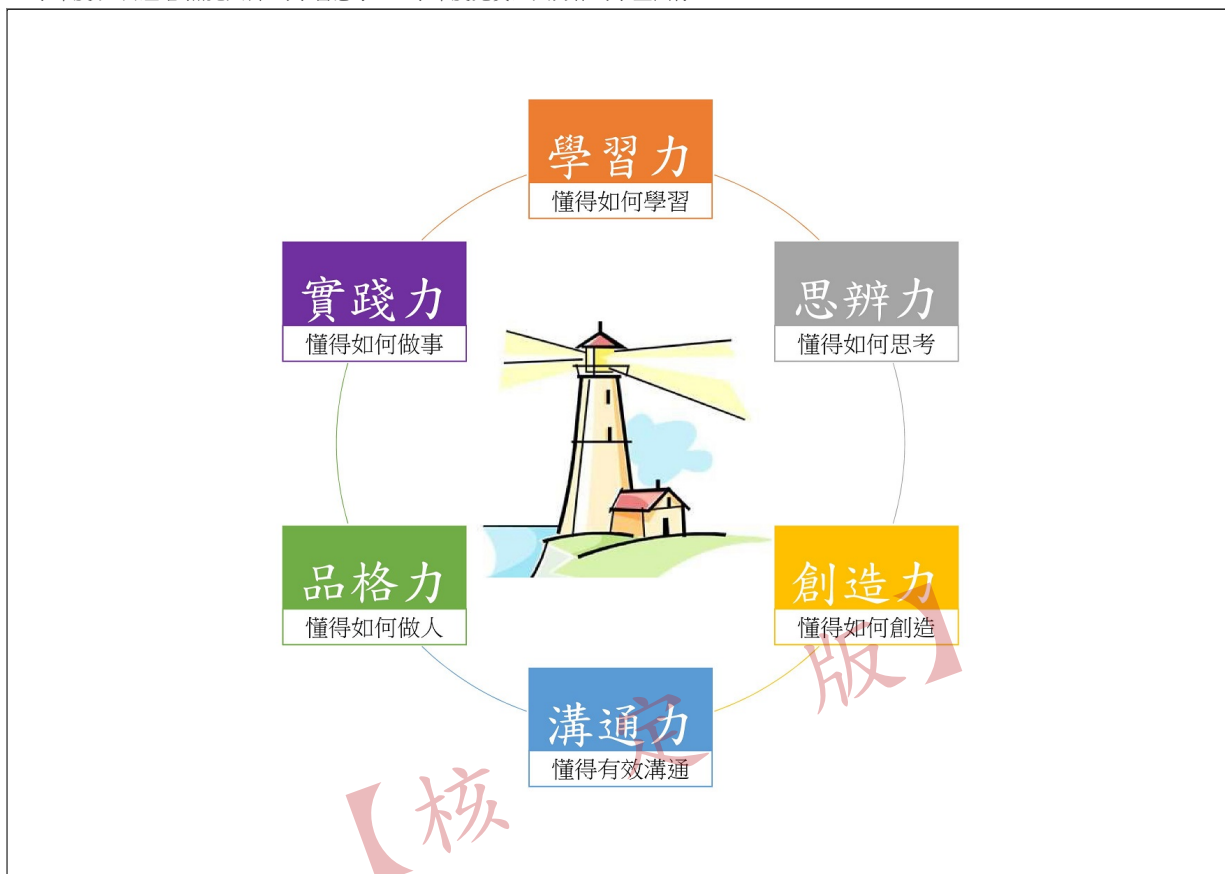 學習力
懂得如何學習
實踐力
懂得如何做事
思辨力
懂得如何思考
品格力
懂得如何做人
創造力
懂得如何創造
溝通力
懂得有效溝通
【核定版】